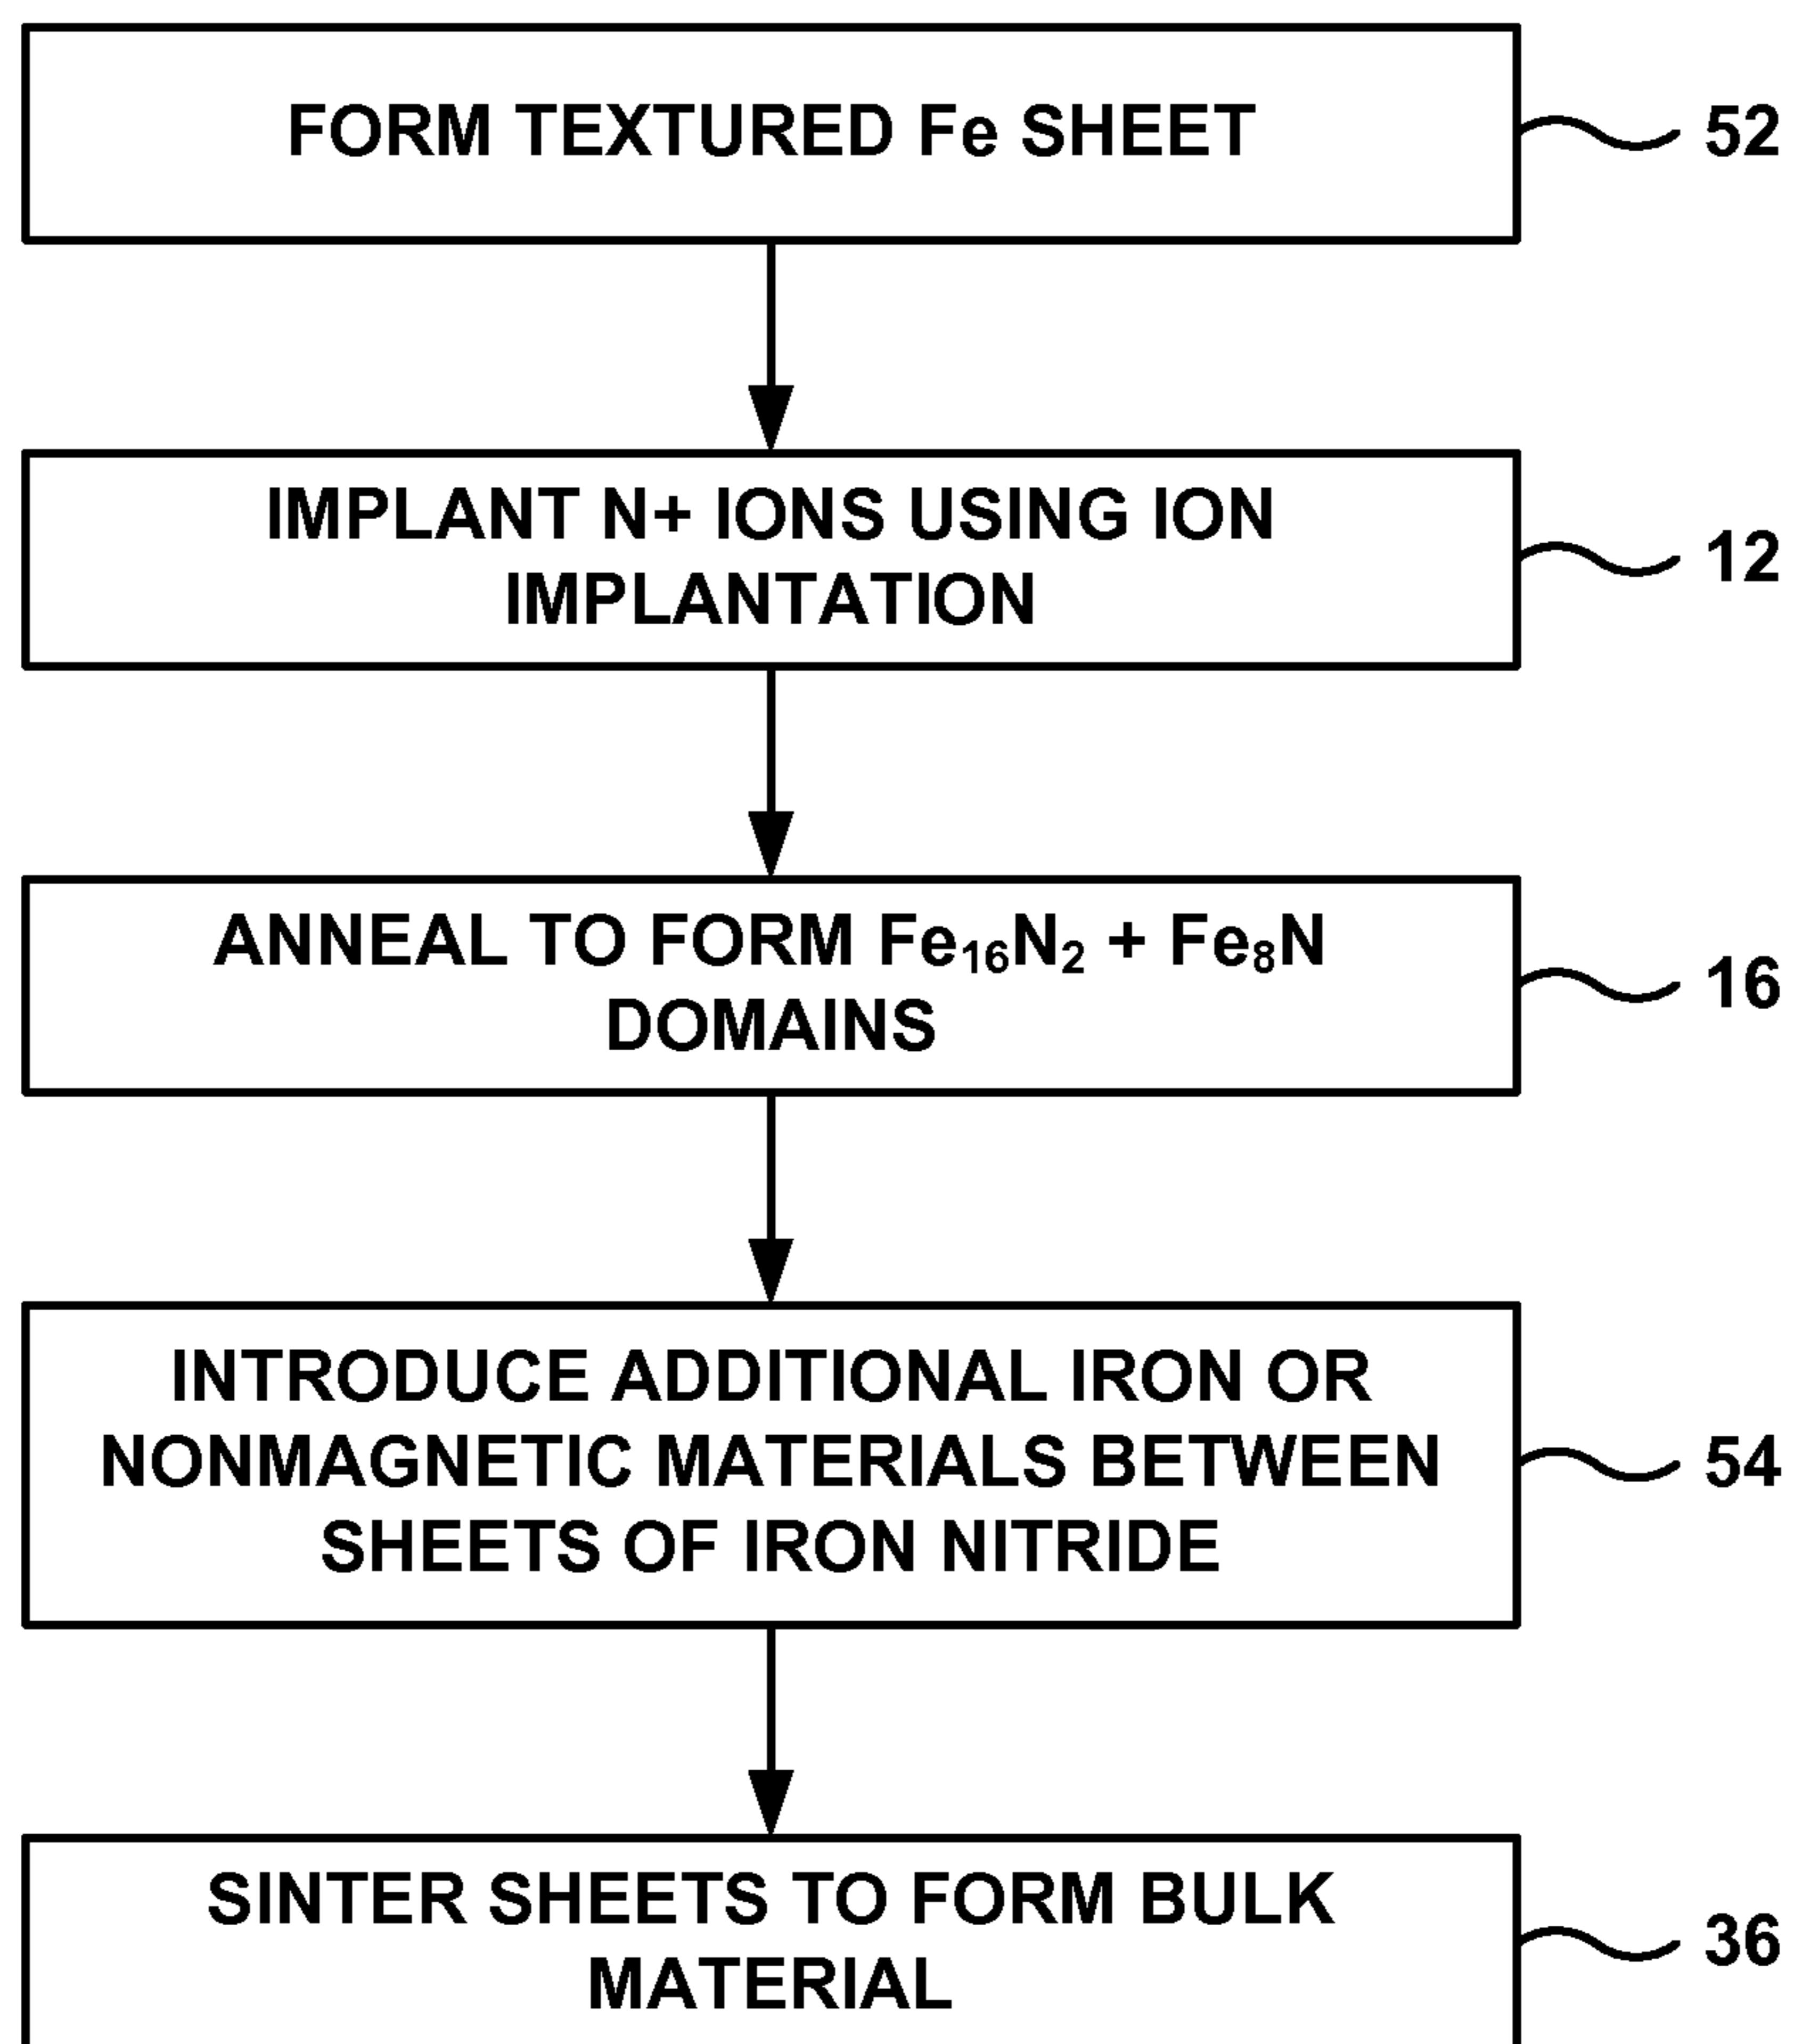 FORM TEXTURED Fe SHEET
52
IMPLANT N+ IONS USING ION
IMPLANTATION
12
ANNEAL TO FORM Fe₁₆N₂ + Fe₈N
DOMAINS
16
INTRODUCE ADDITIONAL IRON OR
NONMAGNETIC MATERIALS BETWEEN
SHEETS OF IRON NITRIDE
54
SINTER SHEETS TO FORM BULK
MATERIAL
36